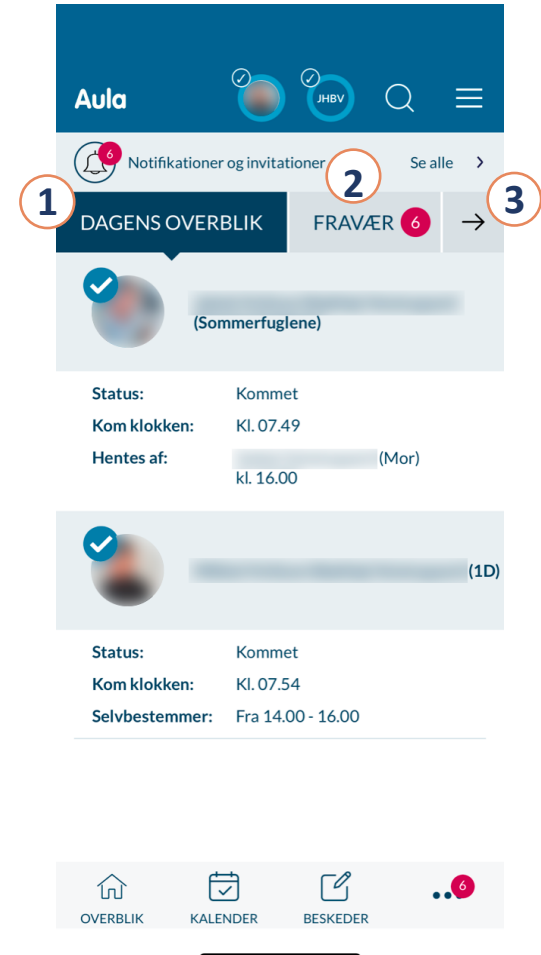 Aula
JHBV
6
Notifikationer og invitationer
Se alle
1
2
3
DAGENS OVERBLIK
FRAVÆR 6
(Sommerfuglene)
Status: Kommet
Kom klokken: Kl. 07.49
Hentes af: (Mor)
kl. 16.00
(1D)
Status: Kommet
Kom klokken: Kl. 07.54
Selvbestemmer: Fra 14.00 - 16.00
6
OVERBLIK KALENDER BESKEDER